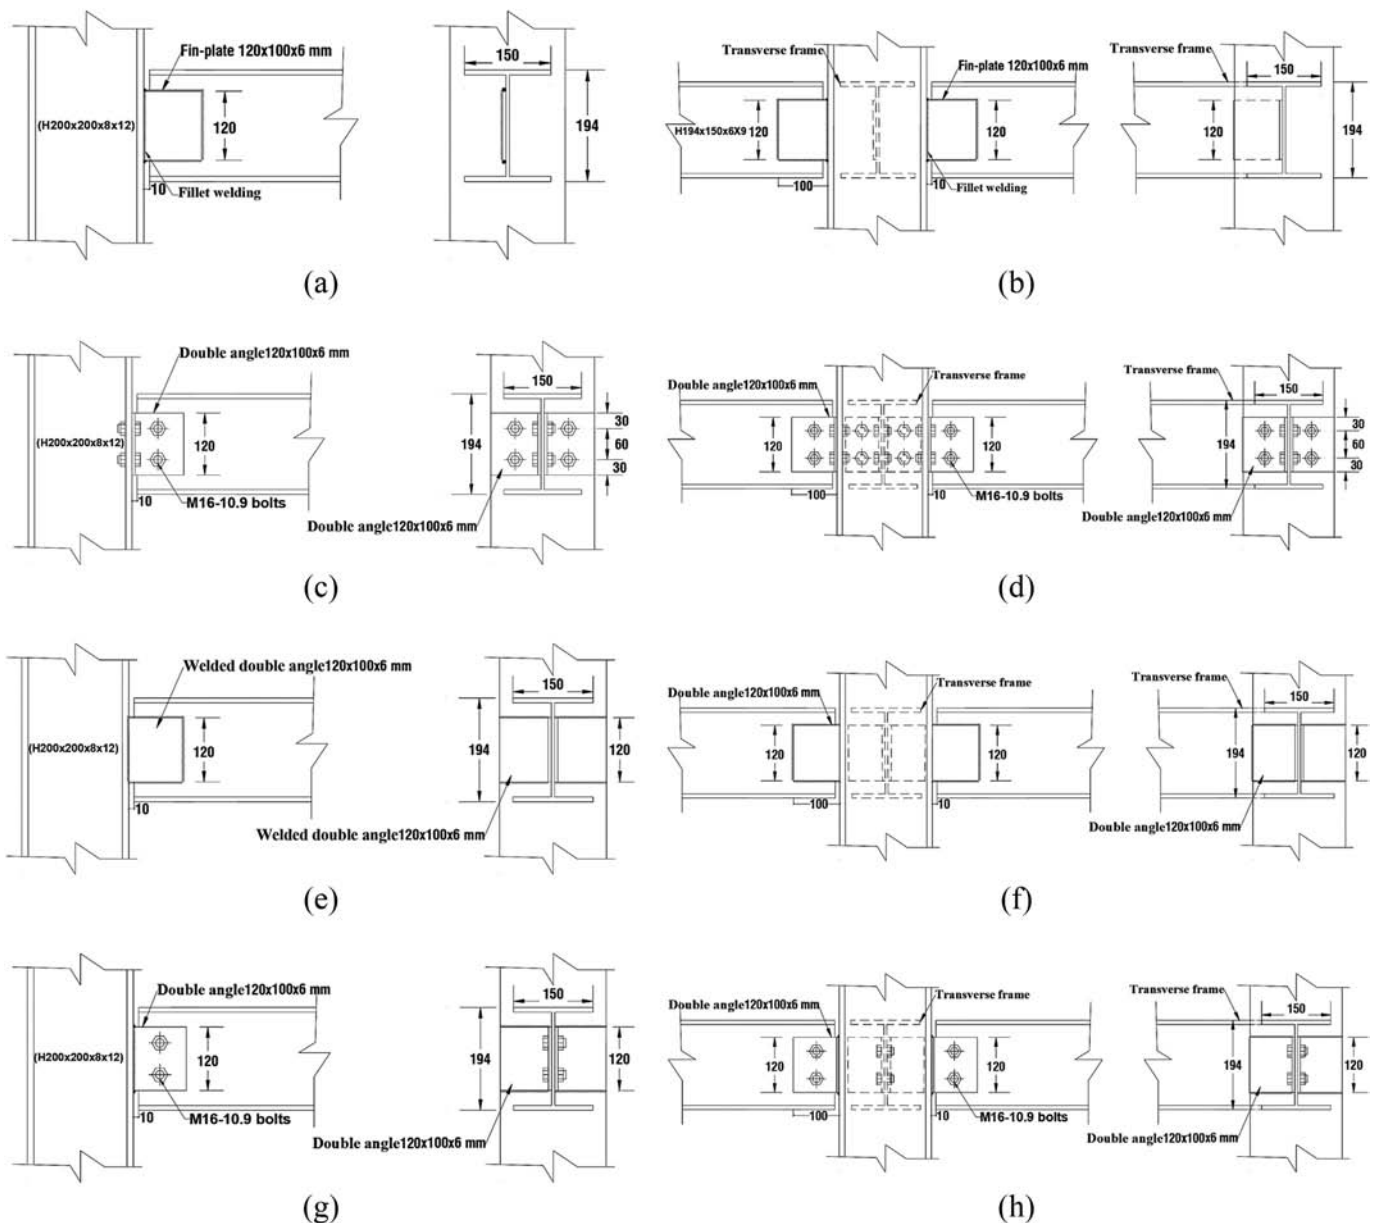 Fin-plate 120x100x6 mm
150
(H200x200x8x12)
120
194
10
Fillet welding
(a)
Transverse frame
Fin-plate 120x100x6 mm
Transverse frame
150
H194x150x6X9
120
120
120
194
100
10
Fillet welding
(b)
Double angle120x100x6 mm
150
(H200x200x8x12)
120
194
30
60
30
10
M16-10.9 bolts
Double angle120x100x6 mm
(c)
Double angle120x100x6 mm
Transverse frame
Transverse frame
150
120
120
194
30
60
30
100
10
M16-10.9 bolts
Double angle120x100x6 mm
(d)
Welded double angle120x100x6 mm
150
(H200x200x8x12)
120
194
120
10
Welded double angle120x100x6 mm
(e)
Double angle120x100x6 mm
Transverse frame
Transverse frame
150
120
120
194
120
100
10
Double angle120x100x6 mm
(f)
Double angle120x100x6 mm
150
(H200x200x8x12)
120
194
120
10
M16-10.9 bolts
Double angle120x100x6 mm
(g)
Double angle120x100x6 mm
Transverse frame
Transverse frame
150
120
120
194
120
100
10
M16-10.9 bolts
Double angle120x100x6 mm
(h)